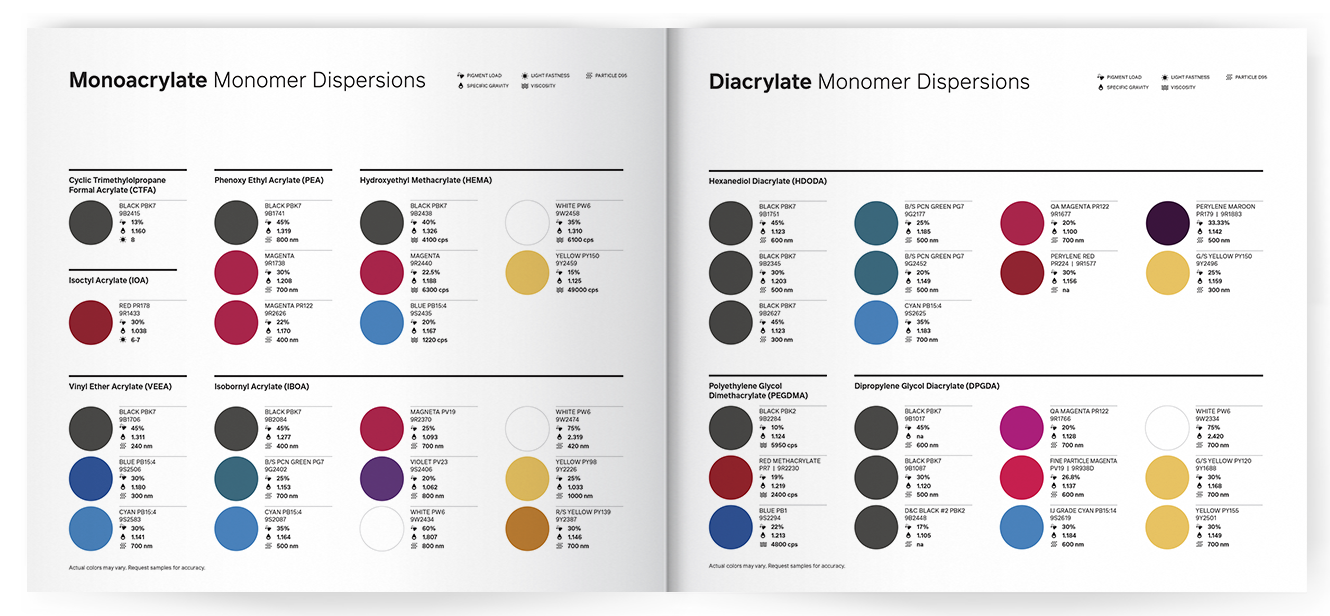 Monoacrylate Monomer Dispersions
PIGMENT LOAD
LIGHT FASTNESS
PARTICLE D95
SPECIFIC GRAVITY
VISCOSITY
Cyclic Trimethylolpropane
Formal Acrylate (CTFA)
BLACK PBK7
9B2415
13%
1.160
8
Isoctyl Acrylate (IOA)
RED PR178
9R1433
30%
1.038
6-7
Phenoxy Ethyl Acrylate (PEA)
BLACK PBK7
9B1741
45%
1.319
800 nm
MAGENTA
9R1738
30%
1.208
700 nm
MAGENTA PR122
9R2626
22%
1.170
400 nm
Hydroxyethyl Methacrylate (HEMA)
BLACK PBK7
9B2438
40%
1.326
4100 cps
WHITE PW6
9W2458
35%
1.310
6100 cps
MAGENTA
9R2440
22.5%
1.188
6300 cps
YELLOW PY150
9Y2459
15%
1.125
49000 cps
BLUE PB15:4
9S2435
20%
1.167
1220 cps
Vinyl Ether Acrylate (VEEA)
BLACK PBK7
9B1706
45%
1.311
240 nm
BLUE PB15:4
9S2506
30%
1.180
300 nm
CYAN PB15:4
9S2583
30%
1.141
700 nm
Isobornyl Acrylate (IBOA)
BLACK PBK7
9B2084
45%
1.277
400 nm
MAGNETA PV19
9R2370
25%
1.093
700 nm
WHITE PW6
9W2474
75%
2.319
420 nm
B/S PCN GREEN PG7
9G2402
25%
1.153
700 nm
VIOLET PV23
9S2406
20%
1.062
800 nm
YELLOW PY98
9Y2226
25%
1.033
1000 nm
CYAN PB15:4
9S2087
35%
1.164
500 nm
WHITE PW6
9W2434
60%
1.807
800 nm
R/S YELLOW PY139
9Y2387
30%
1.146
700 nm
Actual colors may vary. Request samples for accuracy.
Diacrylate Monomer Dispersions
PIGMENT LOAD
LIGHT FASTNESS
PARTICLE D95
SPECIFIC GRAVITY
VISCOSITY
Hexanediol Diacrylate (HDODA)
BLACK PBK7
9B1751
45%
1.123
600 nm
B/S PCN GREEN PG7
9G2177
25%
1.185
500 nm
QA MAGENTA PR122
9R1677
20%
1.100
700 nm
PERYLENE MAROON
PR179 | 9R1883
33.33%
1.142
500 nm
BLACK PBK7
9B2345
30%
1.203
500 nm
B/S PCN GREEN PG7
9G2452
20%
1.149
500 nm
PERYLENE RED
PR224 | 9R1577
30%
1.156
na
G/S YELLOW PY150
9Y2496
25%
1.159
300 nm
BLACK PBK7
9B2627
45%
1.123
300 nm
CYAN PB15:4
9S2625
35%
1.183
700 nm
Polyethylene Glycol
Dimethacrylate (PEGDMA)
BLACK PBK2
9B2284
10%
1.124
5950 cps
RED METHACRYLATE
PR7 | 9R2230
19%
1.219
2400 cps
BLUE PB1
9S2294
22%
1.213
4800 cps
Dipropylene Glycol Diacrylate (DPGDA)
BLACK PBK7
9B1017
45%
na
600 nm
QA MAGENTA PR122
9R1766
20%
1.128
700 nm
WHITE PW6
9W2334
75%
2.420
700 nm
BLACK PBK7
9B1087
30%
1.120
500 nm
FINE PARTICLE MAGENTA
PV19 | 9R938D
26.8%
1.137
600 nm
G/S YELLOW PY120
9Y1688
30%
1.168
700 nm
D&C BLACK #2 PBK2
9B2448
17%
1.105
na
IJ GRADE CYAN PB15:14
9S2619
30%
1.184
600 nm
YELLOW PY155
9Y2501
30%
1.149
700 nm
Actual colors may vary. Request samples for accuracy.